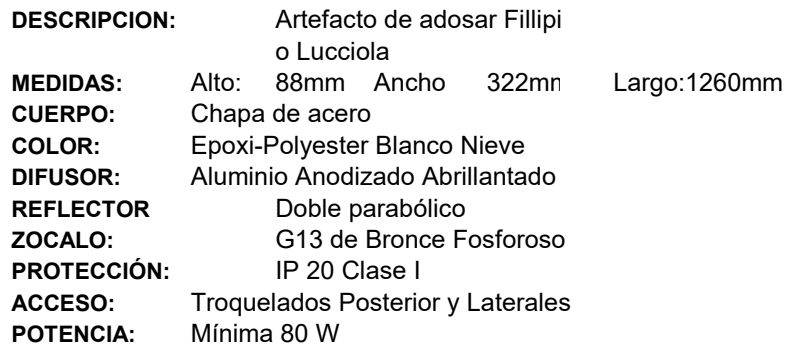 DESCRIPCION: Artefacto de adosar Fillipi
o Lucciola
MEDIDAS: Alto: 88mm Ancho 322mm Largo:1260mm
CUERPO: Chapa de acero
COLOR: Epoxi-Polyester Blanco Nieve
DIFUSOR: Aluminio Anodizado Abrillantado
REFLECTOR Doble parabólico
ZOCALO: G13 de Bronce Fosforoso
PROTECCIÓN: IP 20 Clase I
ACCESO: Troquelados Posterior y Laterales
POTENCIA: Mínima 80 W